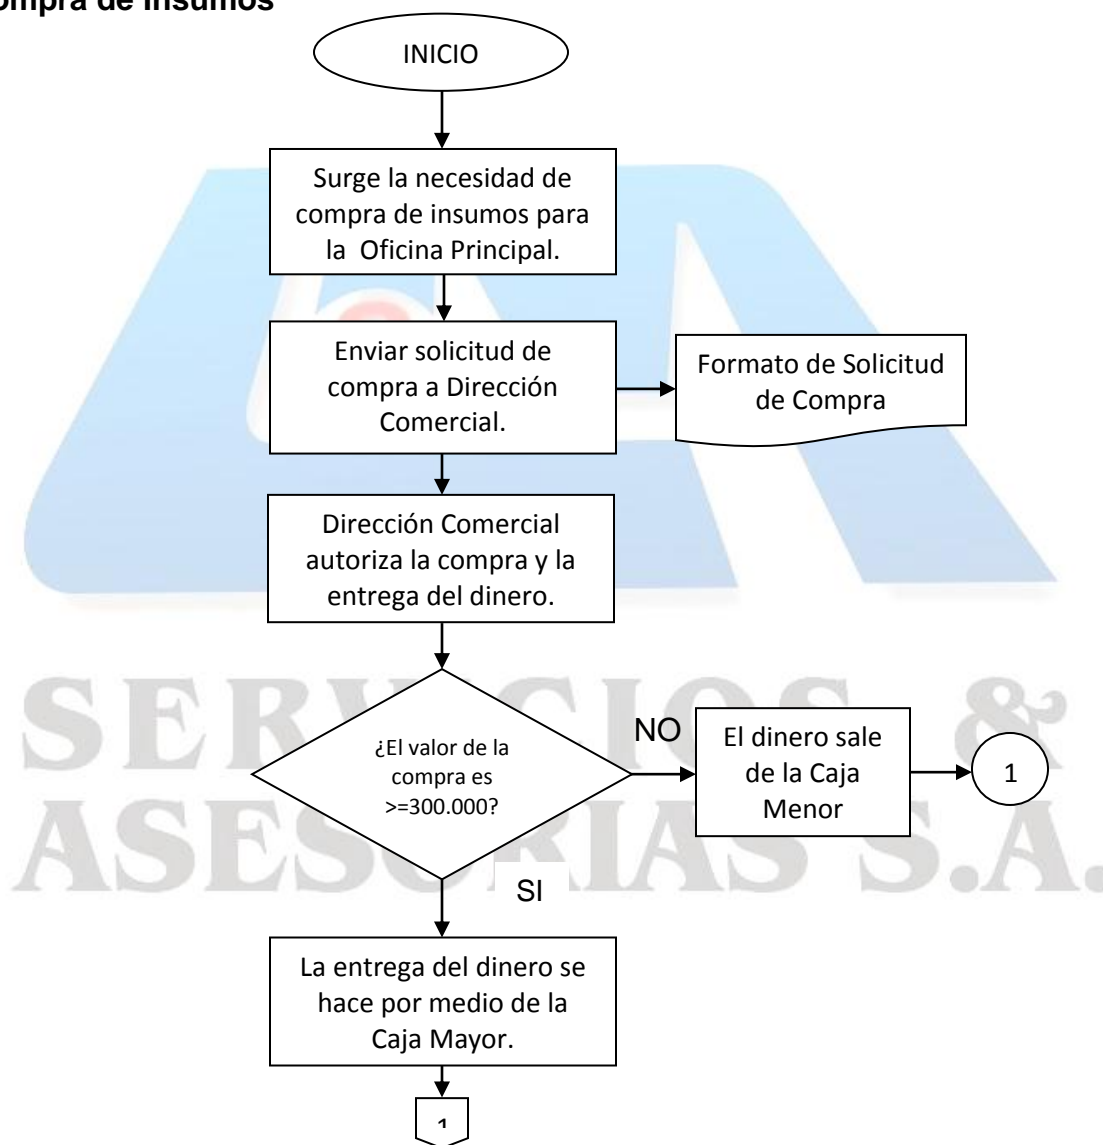 ompra de Insumos
INICIO
Surge la necesidad de
compra de insumos para
la Oficina Principal.
Enviar solicitud de
compra a Dirección
Comercial.
Formato de Solicitud
de Compra
Dirección Comercial
autoriza la compra y la
entrega del dinero.
¿El valor de la
compra es
>=300.000?
NO
El dinero sale
de la Caja
Menor
1
SI
La entrega del dinero se
hace por medio de la
Caja Mayor.
1
SERVICIOS &
ASESORIAS S.A.